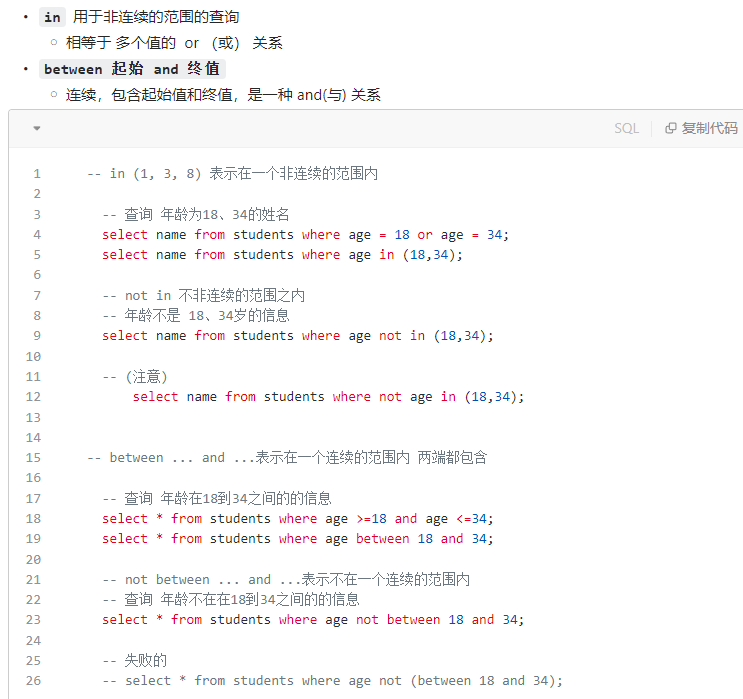 in 用于非连续的范围的查询
相等于 多个值的 or （或） 关系
between 起始 and 终值
连续，包含起始值和终值，是一种 and(与) 关系
SQL 复制代码
1 -- in (1, 3, 8) 表示在一个非连续的范围内
2
3 -- 查询 年龄为18、34的姓名
4 select name from students where age = 18 or age = 34;
5 select name from students where age in (18,34);
6
7 -- not in 不非连续的范围之内
8 -- 年龄不是 18、34岁的信息
9 select name from students where age not in (18,34);
10
11 -- (注意)
12 select name from students where not age in (18,34);
13
14
15 -- between ... and ...表示在一个连续的范围内 两端都包含
16
17 -- 查询 年龄在18到34之间的的信息
18 select * from students where age >=18 and age <=34;
19 select * from students where age between 18 and 34;
20
21 -- not between ... and ...表示不在一个连续的范围内
22 -- 查询 年龄不在在18到34之间的的信息
23 select * from students where age not between 18 and 34;
24
25 -- 失败的
26 -- select * from students where age not (between 18 and 34);